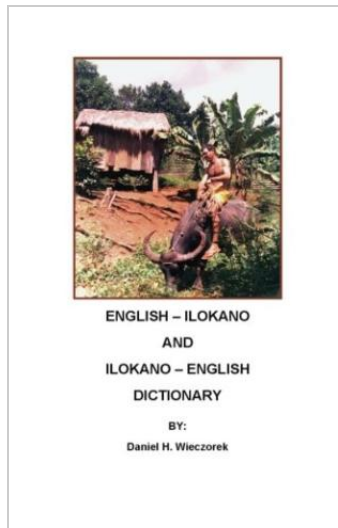 ENGLISH – ILOKANO
AND
ILOKANO – ENGLISH
DICTIONARY
BY:
Daniel H. Wieczorek